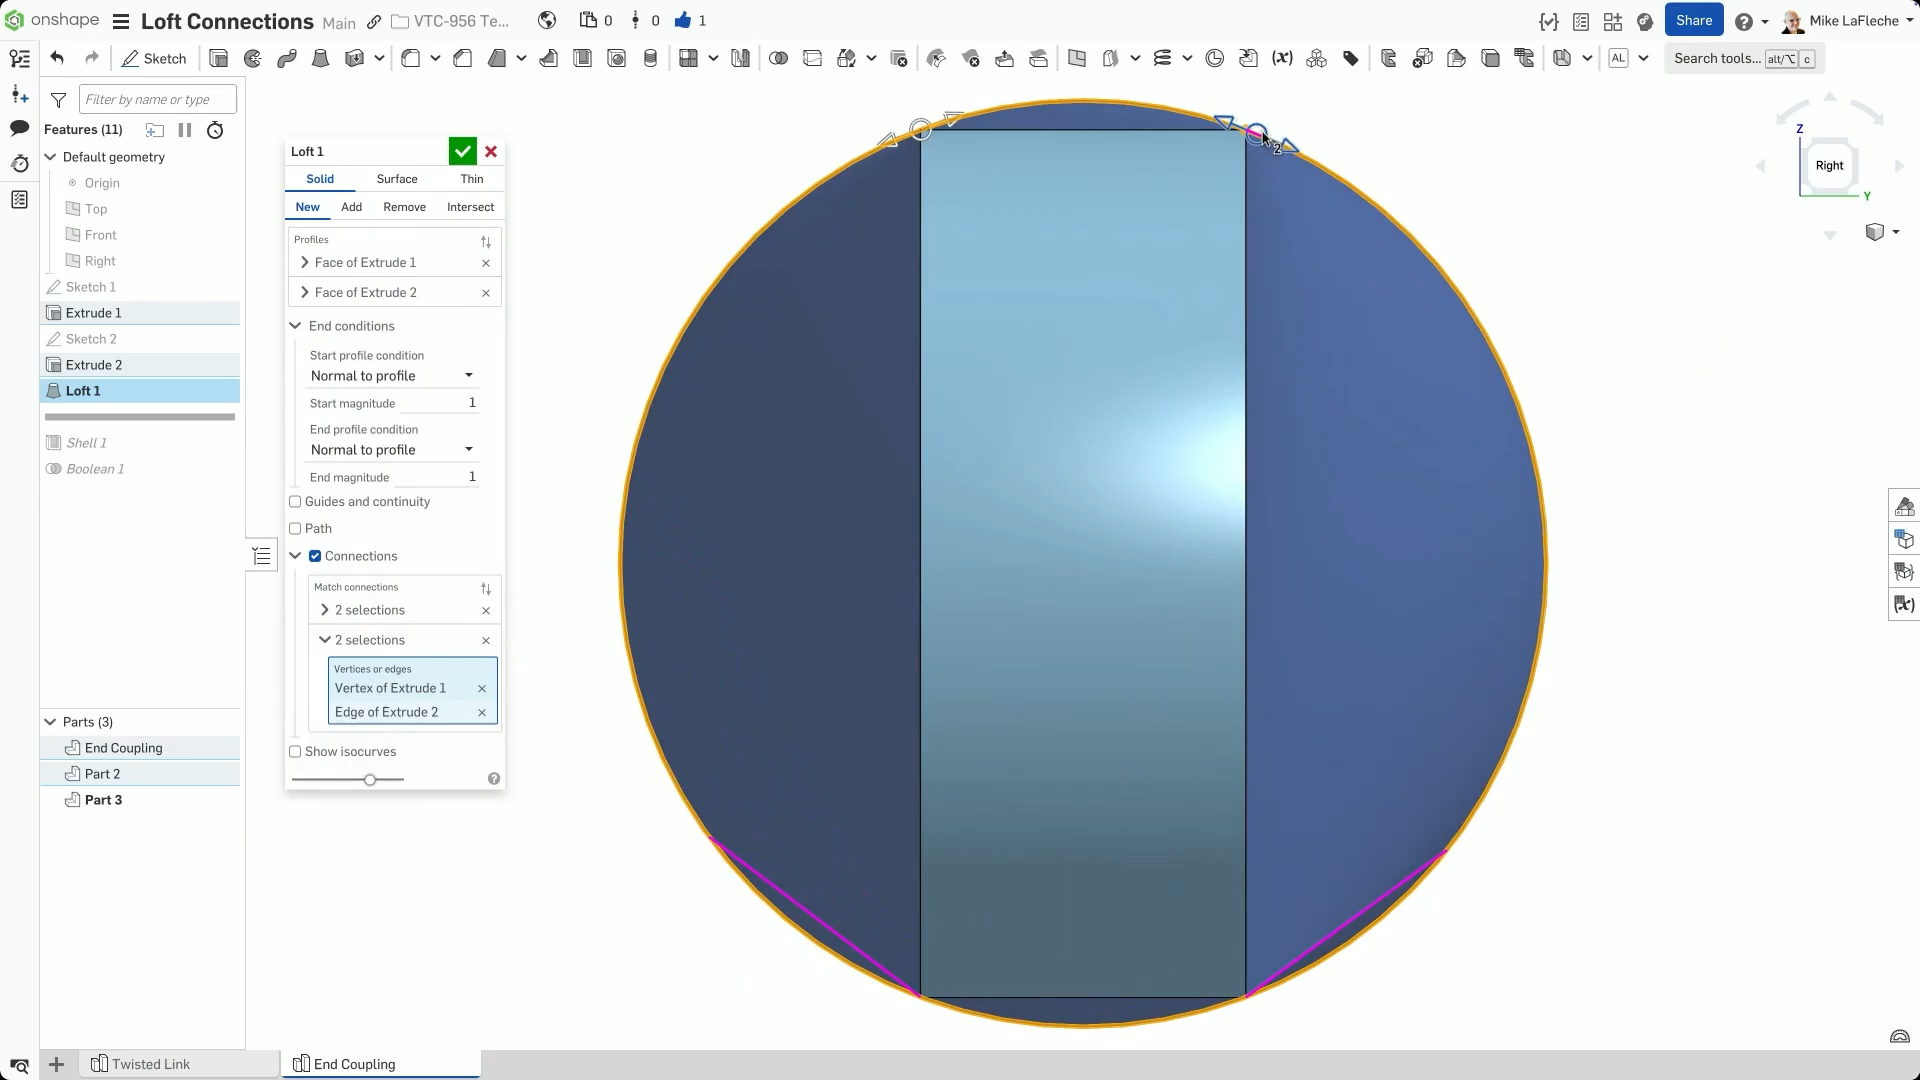 onshape
Loft Connections Main VTC-956 Te... 0 0 1
Share
Mike LaFleche
Sketch
AL
Search tools... alt/⌥ c
Filter by name or type
Features (11)
Default geometry
Origin
Top
Front
Right
Sketch 1
Extrude 1
Sketch 2
Extrude 2
Loft 1
Shell 1
Boolean 1
Parts (3)
End Coupling
Part 2
Part 3
Loft 1
Solid Surface Thin
New Add Remove Intersect
Profiles
Face of Extrude 1
Face of Extrude 2
End conditions
Start profile condition
Normal to profile
Start magnitude 1
End profile condition
Normal to profile
End magnitude 1
Guides and continuity
Path
Connections
Match connections
2 selections
2 selections
Vertices or edges
Vertex of Extrude 1
Edge of Extrude 2
Show isocurves
2
Z
Right
Y
(x)
(x)
Twisted Link
End Coupling